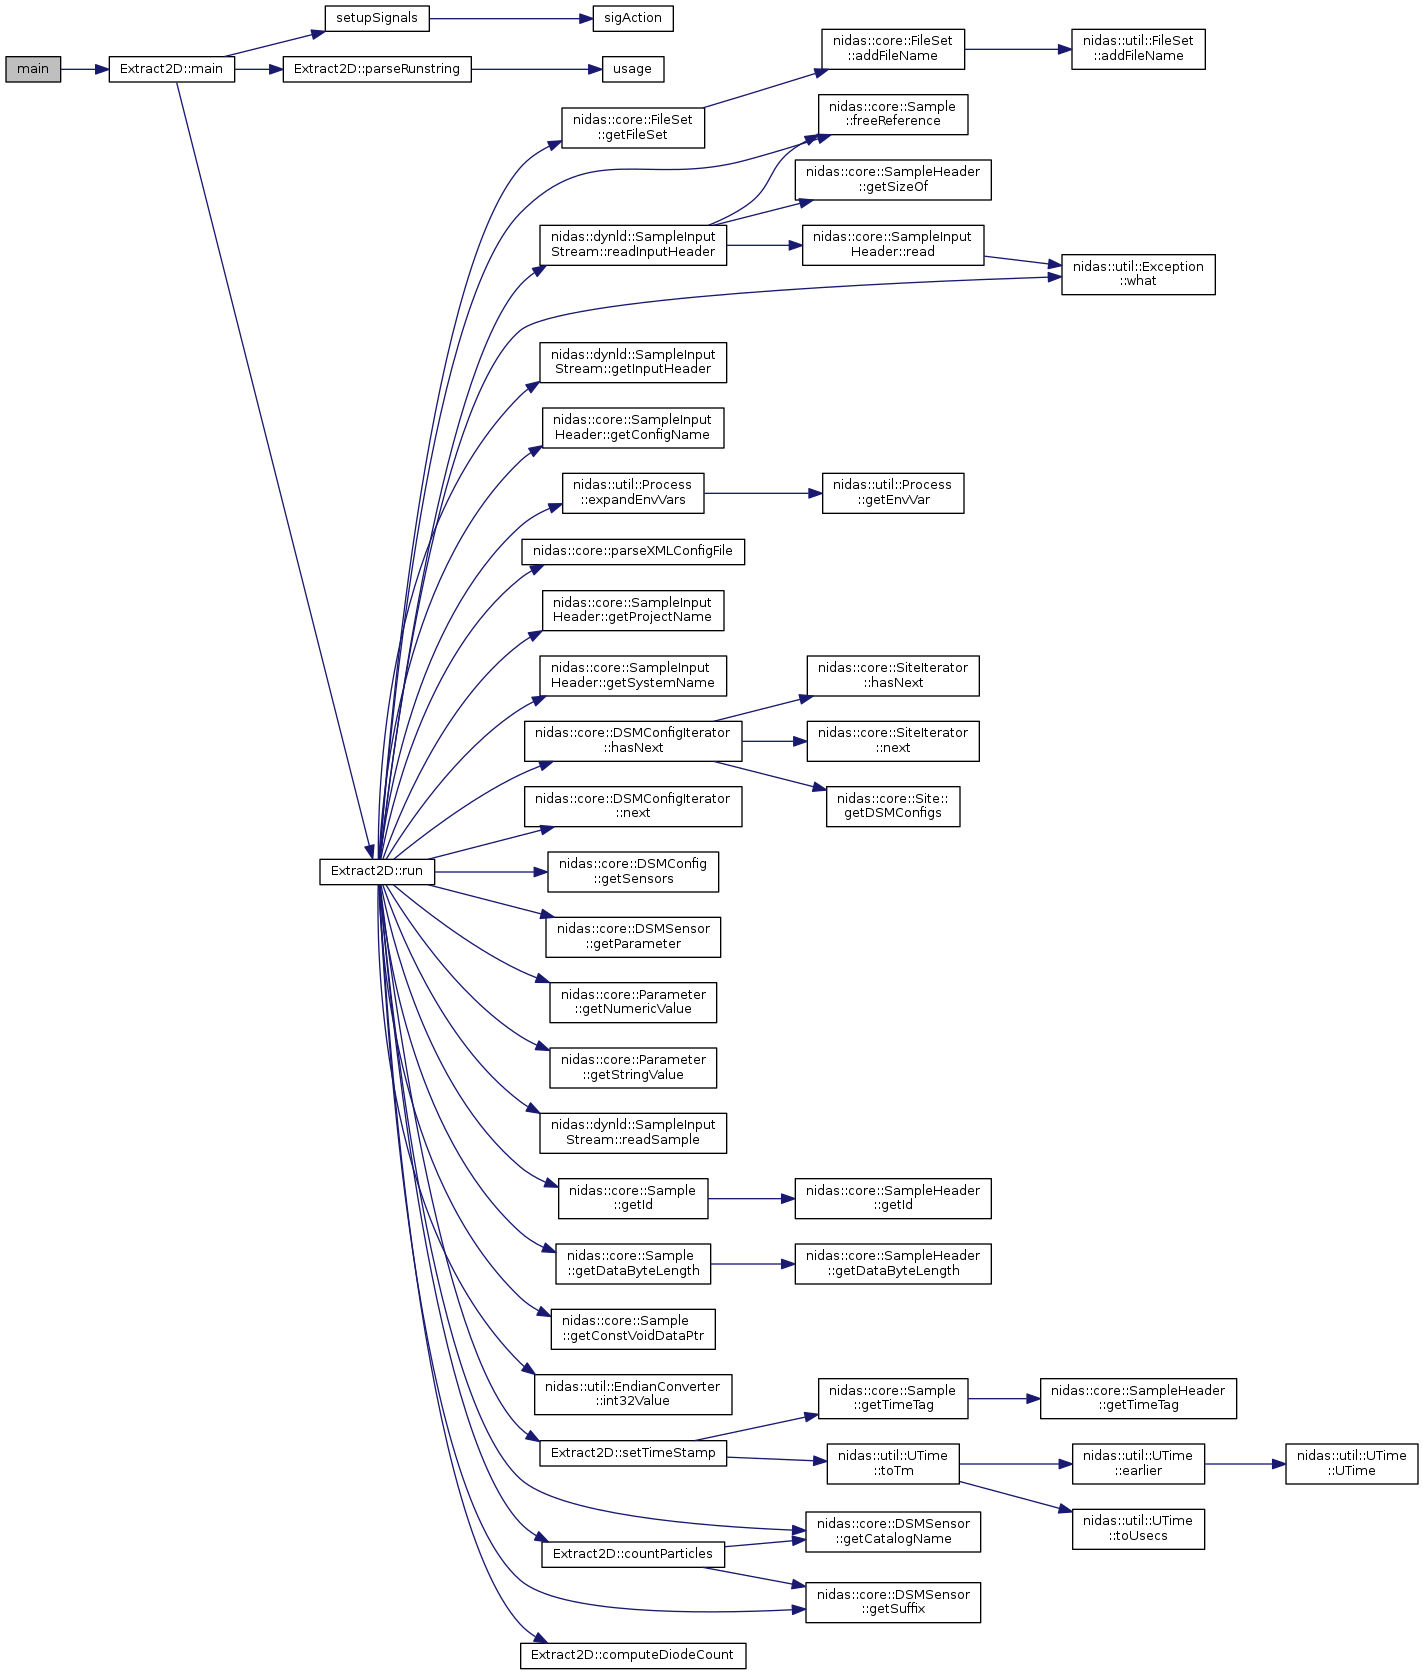 main
Extract2D::main
setupSignals
sigAction
Extract2D::parseRunstring
usage
nidas::core::FileSet
::getFileSet
nidas::core::FileSet
::addFileName
nidas::util::FileSet
::addFileName
nidas::core::Sample
::freeReference
nidas::core::SampleHeader
::getSizeOf
nidas::dynld::SampleInput
Stream::readInputHeader
nidas::core::SampleInput
Header::read
nidas::util::Exception
::what
nidas::dynld::SampleInput
Stream::getInputHeader
nidas::core::SampleInput
Header::getConfigName
nidas::util::Process
::expandEnvVars
nidas::util::Process
::getEnvVar
nidas::core::parseXMLConfigFile
nidas::core::SampleInput
Header::getProjectName
nidas::core::SampleInput
Header::getSystemName
nidas::core::DSMConfigIterator
::hasNext
nidas::core::SiteIterator
::hasNext
nidas::core::SiteIterator
::next
nidas::core::Site::
getDSMConfigs
nidas::core::DSMConfigIterator
::next
Extract2D::run
nidas::core::DSMConfig
::getSensors
nidas::core::DSMSensor
::getParameter
nidas::core::Parameter
::getNumericValue
nidas::core::Parameter
::getStringValue
nidas::dynld::SampleInput
Stream::readSample
nidas::core::Sample
::getId
nidas::core::SampleHeader
::getId
nidas::core::Sample
::getDataByteLength
nidas::core::SampleHeader
::getDataByteLength
nidas::core::Sample
::getConstVoidDataPtr
nidas::util::EndianConverter
::int32Value
Extract2D::setTimeStamp
nidas::core::Sample
::getTimeTag
nidas::core::SampleHeader
::getTimeTag
nidas::util::UTime
::toTm
nidas::util::UTime
::earlier
nidas::util::UTime
::UTime
nidas::util::UTime
::toUsecs
nidas::core::DSMSensor
::getCatalogName
Extract2D::countParticles
nidas::core::DSMSensor
::getSuffix
Extract2D::computeDiodeCount